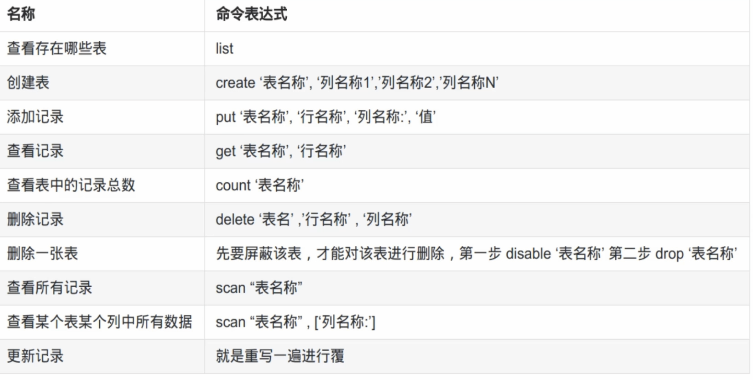 名称 命令表达式
查看存在哪些表 list
创建表 create ‘表名称’, ‘列名称1’,’列名称2’,’列名称N’
添加记录 put ‘表名称’, ‘行名称’, ‘列名称:’, ‘值’
查看记录 get ‘表名称’, ‘行名称’
查看表中的记录总数 count ‘表名称’
删除记录 delete ‘表名’ ,’行名称’ , ‘列名称’
删除一张表 先要屏蔽该表，才能对该表进行删除，第一步 disable ‘表名称’ 第二步 drop ‘表名称’
查看所有记录 scan “表名称”
查看某个表某个列中所有数据 scan “表名称” , [‘列名称:’]
更新记录 就是重写一遍进行覆